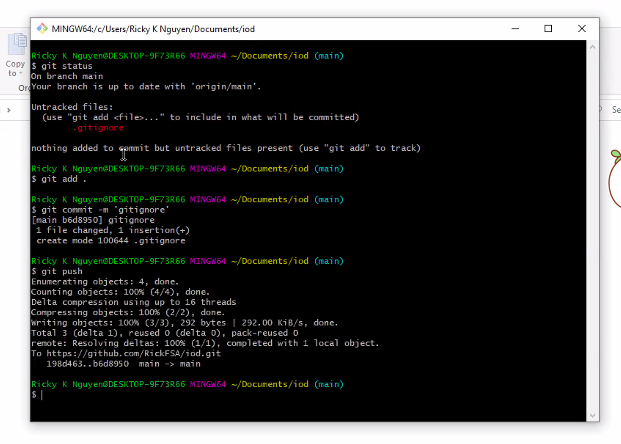 MINGW64:/c/Users/Ricky K Nguyen/Documents/iod
Copy
to
Ricky K Nguyen@DESKTOP-9F73R66 MINGW64 ~/Documents/iod (main)
$ git status
On branch main
Your branch is up to date with 'origin/main'.
Untracked files:
(use "git add <file>..." to include in what will be committed)
.gitignore
nothing added to commit but untracked files present (use "git add" to track)
Ricky K Nguyen@DESKTOP-9F73R66 MINGW64 ~/Documents/iod (main)
$ git add .
Ricky K Nguyen@DESKTOP-9F73R66 MINGW64 ~/Documents/iod (main)
$ git commit -m 'gitignore'
[main b6d8950] gitignore
1 file changed, 1 insertion(+)
create mode 100644 .gitignore
Ricky K Nguyen@DESKTOP-9F73R66 MINGW64 ~/Documents/iod (main)
$ git push
Enumerating objects: 4, done.
Counting objects: 100% (4/4), done.
Delta compression using up to 16 threads
Compressing objects: 100% (2/2), done.
Writing objects: 100% (3/3), 292 bytes | 292.00 KiB/s, done.
Total 3 (delta 1), reused 0 (delta 0), pack-reused 0
remote: Resolving deltas: 100% (1/1), completed with 1 local object.
To https://github.com/RickFSA/iod.git
198d463..b6d8950 main -> main
Ricky K Nguyen@DESKTOP-9F73R66 MINGW64 ~/Documents/iod (main)
$